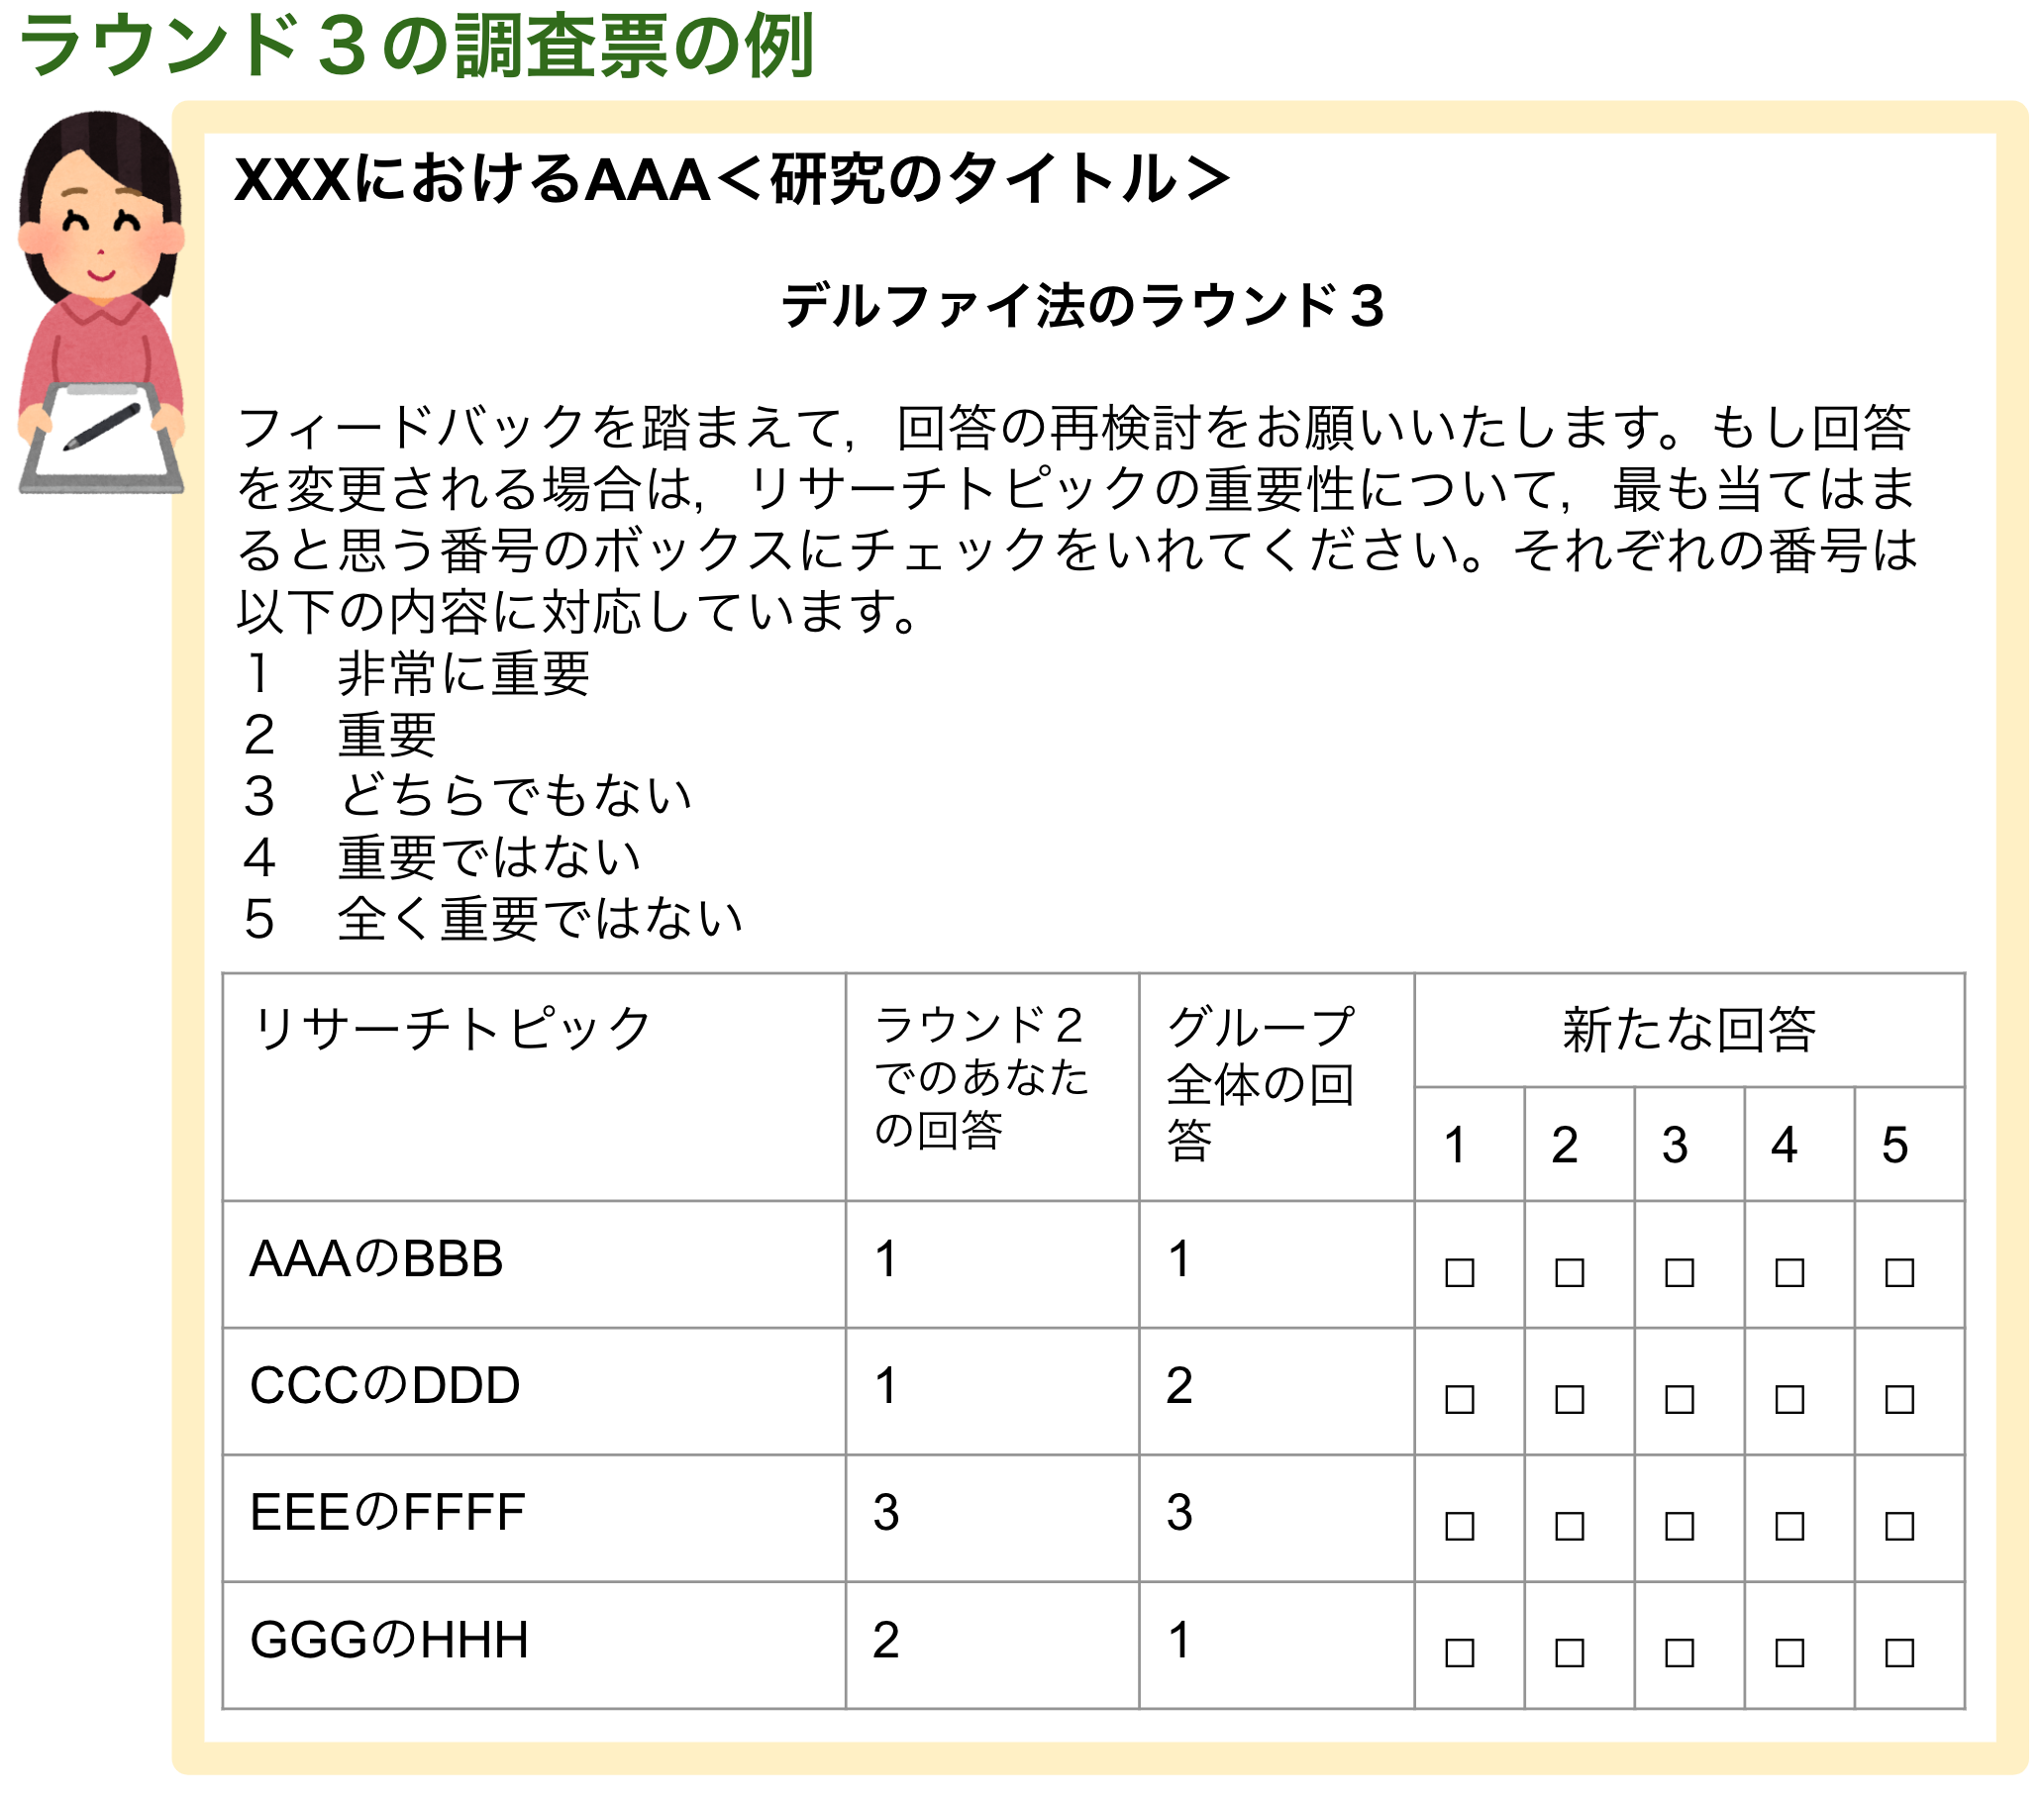 ラウンド３の調査票の例
XXXにおけるAAA＜研究のタイトル＞
デルファイ法のラウンド３
フィードバックを踏まえて，回答の再検討をお願いいたします。もし回答
を変更される場合は，リサーチトピックの重要性について，最も当てはま
ると思う番号のボックスにチェックをいれてください。それぞれの番号は
以下の内容に対応しています。
１　非常に重要
２　重要
３　どちらでもない
４　重要ではない
５　全く重要ではない
リサーチトピック
ラウンド２
でのあなた
の回答
グループ
全体の回
答
新たな回答
1 2 3 4 5
AAAのBBB 1 1 □ □ □ □ □
CCCのDDD 1 2 □ □ □ □ □
EEEのFFFF 3 3 □ □ □ □ □
GGGのHHH 2 1 □ □ □ □ □